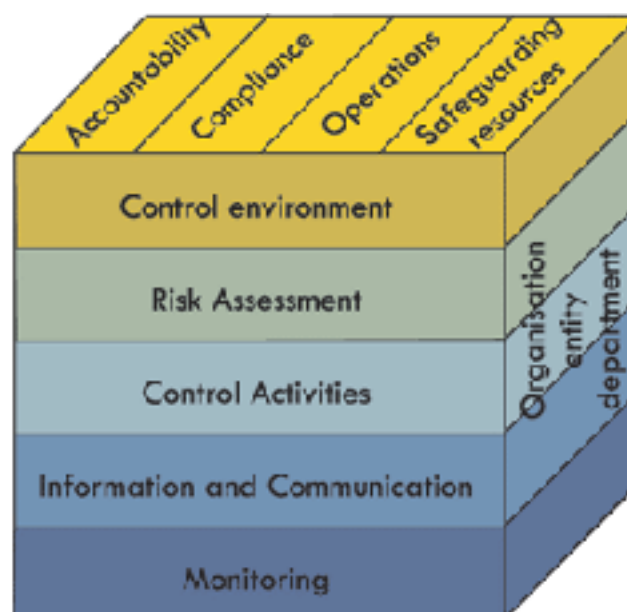 Accountability
Compliance
Operations
Safeguarding
resources
Control environment
Risk Assessment
Control Activities
Information and Communication
Monitoring
Organisation
entity
department